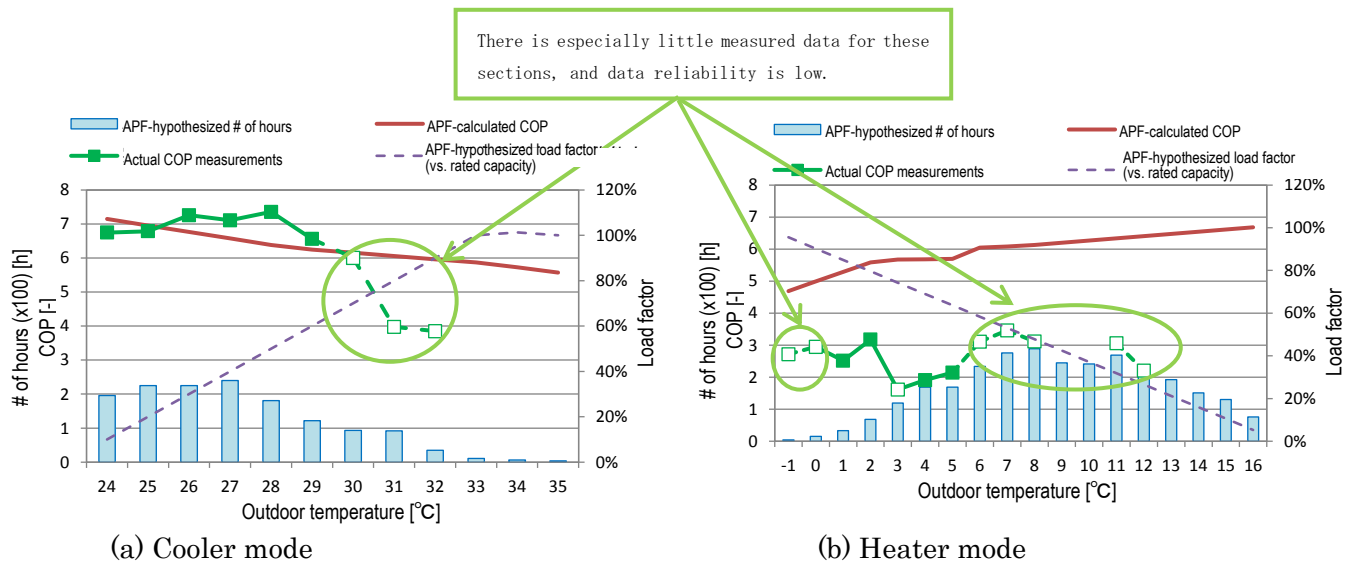 There is especially little measured data for these
sections, and data reliability is low.
APF-hypothesized # of hours
APF-calculated COP
Actual COP measurements
APF-hypothesized load factor
(vs. rated capacity)
# of hours (x100) [h]
COP [-]
8
7
6
5
4
3
2
1
0
120%
100%
80%
60%
40%
20%
0%
Load factor
24 25 26 27 28 29 30 31 32 33 34 35
Outdoor temperature [℃]
(a) Cooler mode
APF-hypothesized # of hours
APF-calculated COP
Actual COP measurements
APF-hypothesized load factor
(vs. rated capacity)
# of hours (x100) [h]
COP [-]
8
7
6
5
4
3
2
1
0
120%
100%
80%
60%
40%
20%
0%
Load factor
-1 0 1 2 3 4 5 6 7 8 9 10 11 12 13 14 15 16
Outdoor temperature [℃]
(b) Heater mode